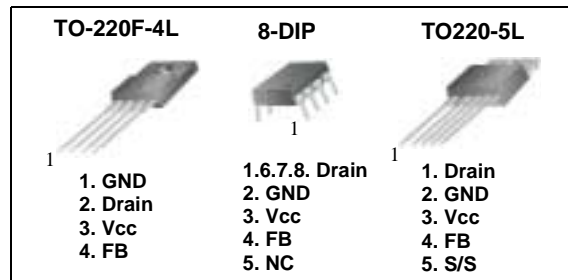 TO-220F-4L
8-DIP
TO220-5L
1
1
1
1. GND
2. Drain
3. Vcc
4. FB
1.6.7.8. Drain
2. GND
3. Vcc
4. FB
5. NC
1. Drain
2. GND
3. Vcc
4. FB
5. S/S